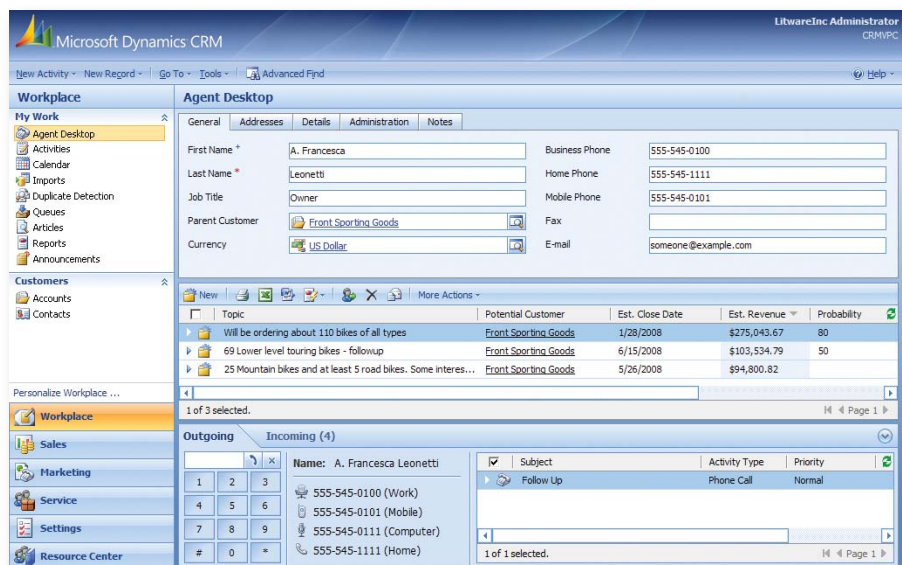 Microsoft Dynamics CRM
LitwareInc Administrator
CRMVPC
New Activity New Record Go To Tools Advanced Find Help
Workplace
My Work
Agent Desktop
Activities
Calendar
Imports
Duplicate Detection
Queues
Articles
Reports
Announcements
Customers
Accounts
Contacts
Personalize Workplace ...
Workplace
Sales
Marketing
Service
Settings
Resource Center
Agent Desktop
General Addresses Details Administration Notes
First Name + A. Francesca Business Phone 555-545-0100
Last Name * Leonetti Home Phone 555-545-1111
Job Title Owner Mobile Phone 555-545-0101
Parent Customer Front Sporting Goods Fax
Currency US Dollar E-mail someone@example.com
New More Actions
Topic Potential Customer Est. Close Date Est. Revenue Probability
Will be ordering about 110 bikes of all types Front Sporting Goods 1/28/2008 $275,043.67 80
69 Lower level touring bikes - followup Front Sporting Goods 6/15/2008 $103,534.79 50
25 Mountain bikes and at least 5 road bikes. Some interes... Front Sporting Goods 5/26/2008 $94,800.82
1 of 3 selected. Page 1
Outgoing Incoming (4)
1 2 3
4 5 6
7 8 9
# 0 *
Name: A. Francesca Leonetti
555-545-0100 (Work)
555-545-0101 (Mobile)
555-545-0111 (Computer)
555-545-1111 (Home)
Subject Activity Type Priority
Follow Up Phone Call Normal
1 of 1 selected. Page 1